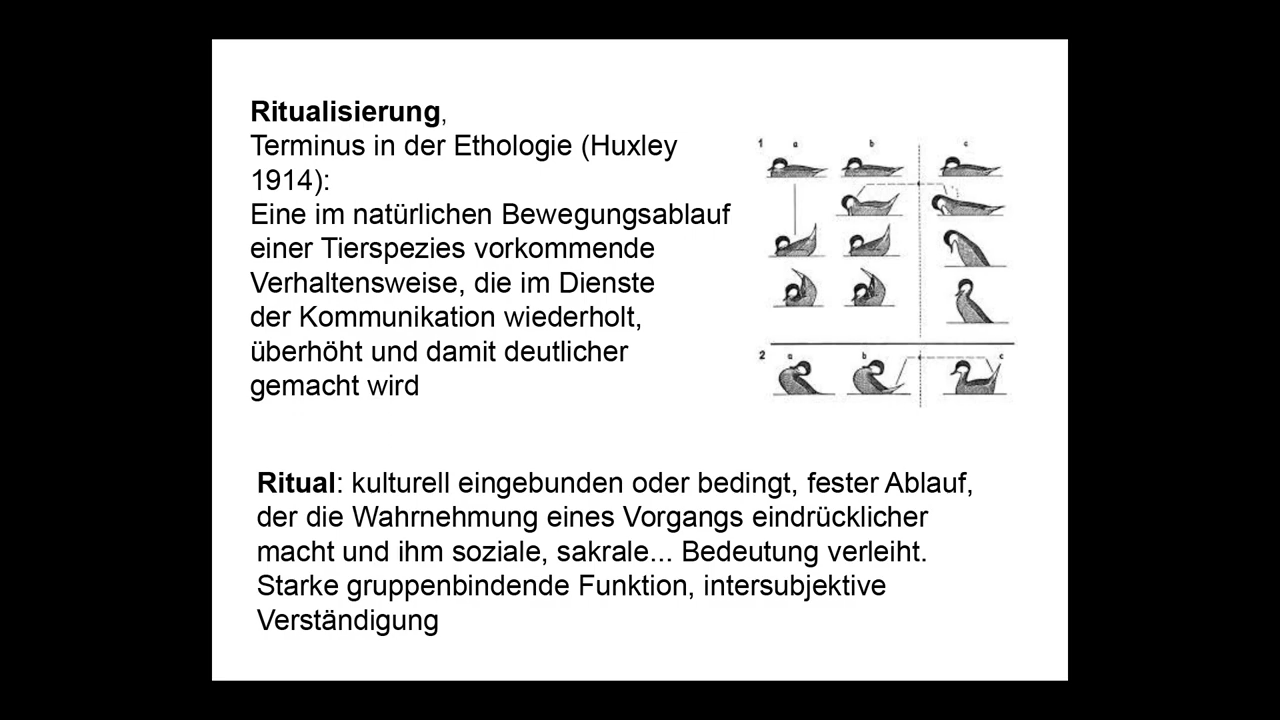 Ritualisierung,
Terminus in der Ethologie (Huxley
1914):
Eine im natürlichen Bewegungsablauf
einer Tierspezies vorkommende
Verhaltensweise, die im Dienste
der Kommunikation wiederholt,
überhöht und damit deutlicher
gemacht wird
1 a b c
2 a b c
Ritual: kulturell eingebunden oder bedingt, fester Ablauf,
der die Wahrnehmung eines Vorgangs eindrücklicher
macht und ihm soziale, sakrale... Bedeutung verleiht.
Starke gruppenbindende Funktion, intersubjektive
Verständigung